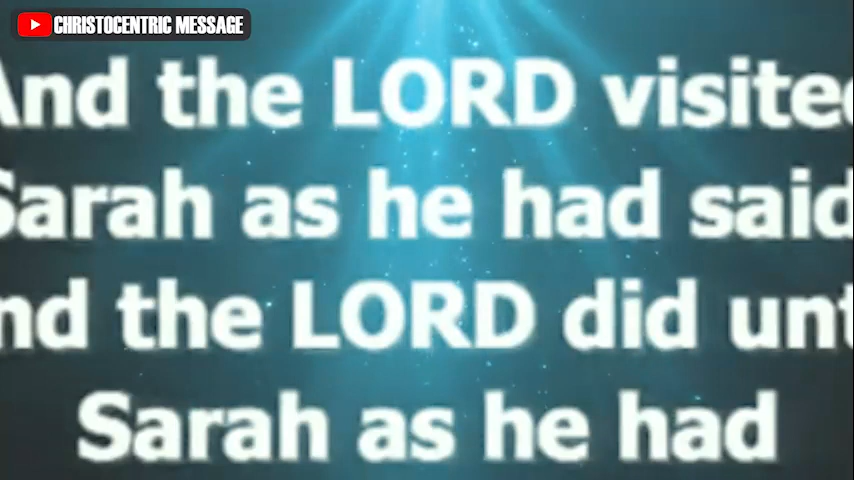 CHRISTOCENTRIC MESSAGE
And the LORD visited
Sarah as he had said
nd the LORD did unt
Sarah as he had